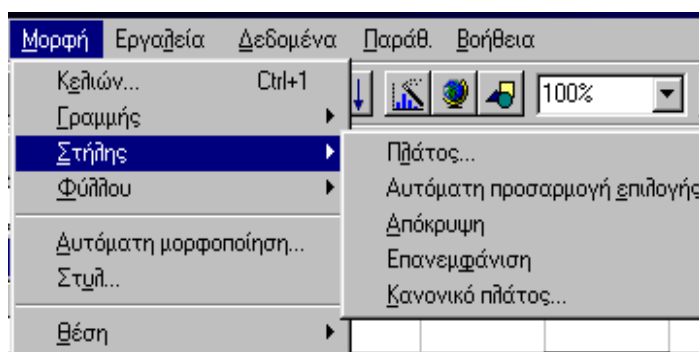 Μορφή Εργαλεία Δεδομένα Παράθ. Βοήθεια
Κελιών... Ctrl+1
Γραμμής
Στήλης
Φύλλου
Αυτόματη μορφοποίηση...
Στυλ...
Θέση
100%
Πλάτος...
Αυτόματη προσαρμογή επιλογής
Απόκρυψη
Επανεμφάνιση
Κανονικό πλάτος...